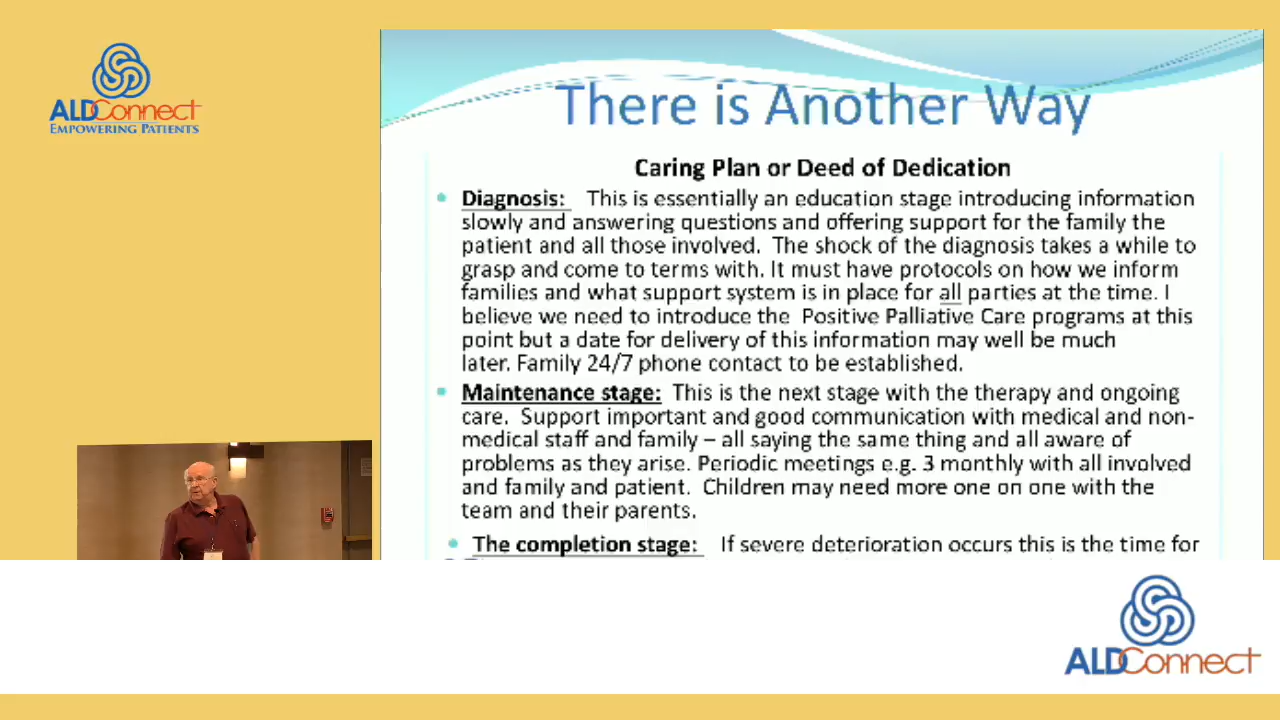 ALDConnect
EMPOWERING PATIENTS
There is Another Way
Caring Plan or Deed of Dedication
• Diagnosis: This is essentially an education stage introducing information
slowly and answering questions and offering support for the family the
patient and all those involved. The shock of the diagnosis takes a while to
grasp and come to terms with. It must have protocols on how we inform
families and what support system is in place for all parties at the time. I
believe we need to introduce the Positive Palliative Care programs at this
point but a date for delivery of this information may well be much
later. Family 24/7 phone contact to be established.
• Maintenance stage: This is the next stage with the therapy and ongoing
care. Support important and good communication with medical and non-
medical staff and family – all saying the same thing and all aware of
problems as they arise. Periodic meetings e.g. 3 monthly with all involved
and family and patient. Children may need more one on one with the
team and their parents.
• The completion stage: If severe deterioration occurs this is the time for
ALDConnect